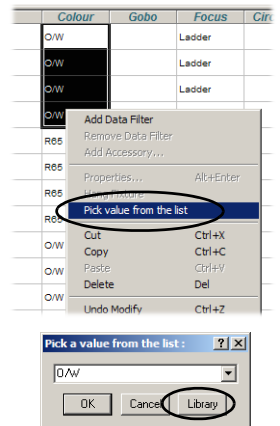 Colour Gobo Focus Circ
O/W Ladder
O/W Ladder
O/W Ladder
O/W
Add Data Filter
Remove Data Filter
R65 Add Accessory...
R65 Properties... Alt+Enter
R65 Hang Fixture
R65 Pick value from the list
O/W Cut Ctrl+X
Copy Ctrl+C
O/W Paste Ctrl+V
Delete Del
O/W
Undo Modify Ctrl+Z
Pick a value from the list :
O/W
OK Cancel Library